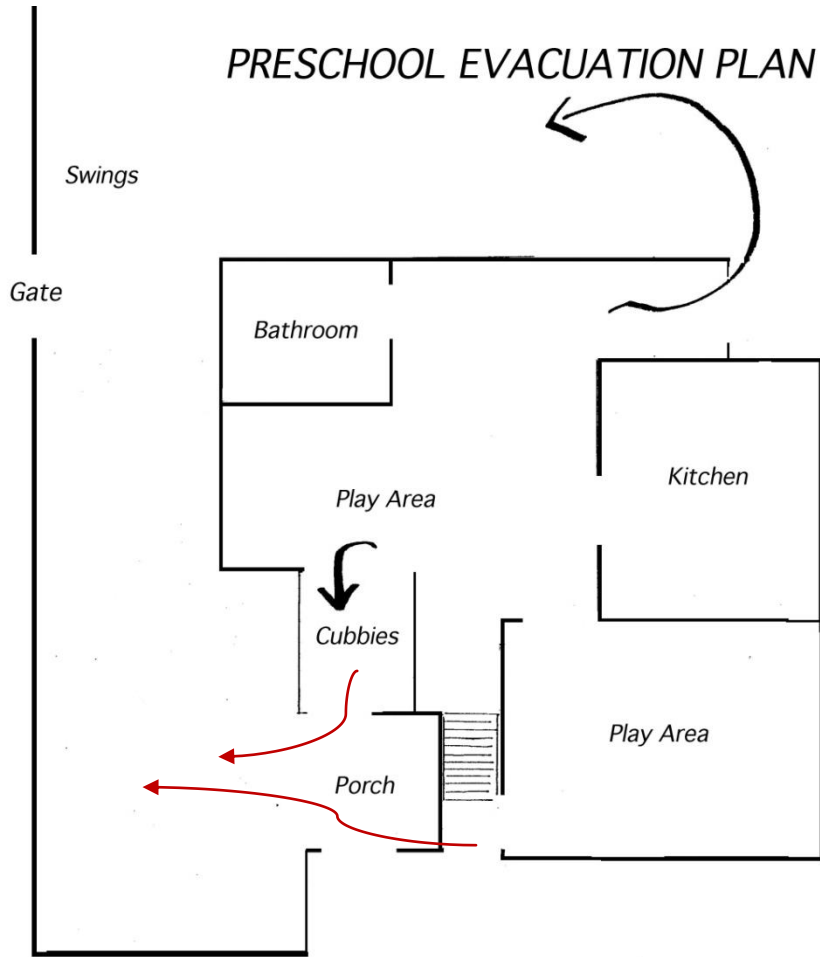 PRESCHOOL EVACUATION PLAN
Swings
Gate
Bathroom
Kitchen
Play Area
Cubbies
Play Area
Porch